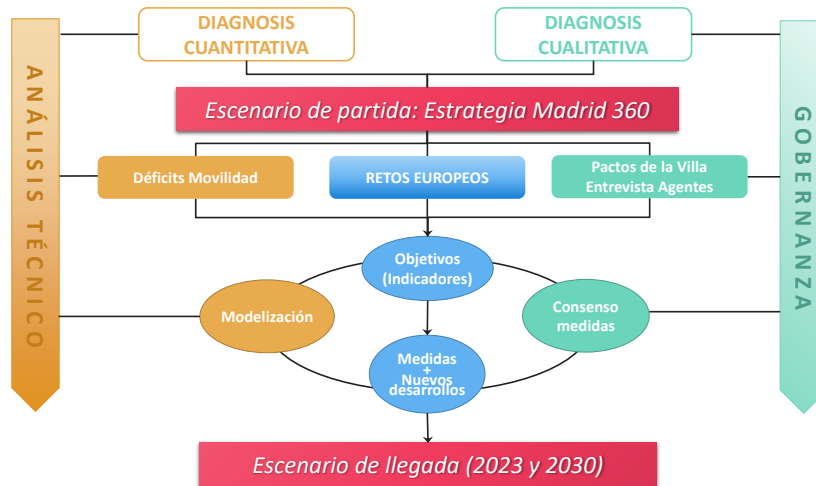 DIAGNOSIS
CUANTITATIVA
DIAGNOSIS
CUALITATIVA
ANÁLISIS TÉCNICO
GOBERNANZA
Escenario de partida: Estrategia Madrid 360
Déficits Movilidad
RETOS EUROPEOS
Pactos de la Villa
Entrevista Agentes
Objetivos
(Indicadores)
Modelización
Consenso
medidas
Medidas
+
Nuevos
desarrollos
Escenario de llegada (2023 y 2030)